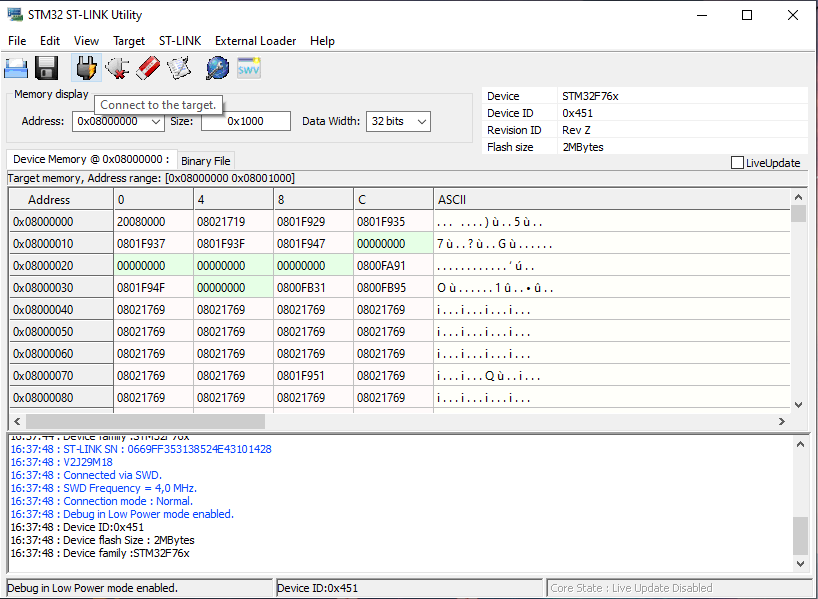 STM32 ST-LINK Utility
File Edit View Target ST-LINK External Loader Help
SWV
Memory display
Connect to the target.
Address: 0x08000000 Size: 0x1000 Data Width: 32 bits
Device STM32F76x
Device ID 0x451
Revision ID Rev Z
Flash size 2MBytes
LiveUpdate
Device Memory @ 0x08000000 : Binary File
Target memory, Address range: [0x08000000 0x08001000]
Address 0 4 8 C ASCII
0x08000000 20080000 08021719 0801F929 0801F935 ... ....)ù..5ù..
0x08000010 0801F937 0801F93F 0801F947 00000000 7ù..?ù..Gù......
0x08000020 00000000 00000000 00000000 0800FA91 ............‘ú..
0x08000030 0801F94F 00000000 0800FB31 0800FB95 Où......1û..•û..
0x08000040 08021769 08021769 08021769 08021769 i...i...i...i...
0x08000050 08021769 08021769 08021769 08021769 i...i...i...i...
0x08000060 08021769 08021769 08021769 08021769 i...i...i...i...
0x08000070 08021769 08021769 0801F951 08021769 i...i...Qù..i...
0x08000080 08021769 08021769 08021769 08021769 i...i...i...i...
16:37:44 : Device family :STM32F76x
16:37:48 : ST-LINK SN : 0669FF353138524E43101428
16:37:48 : V2J29M18
16:37:48 : Connected via SWD.
16:37:48 : SWD Frequency = 4,0 MHz.
16:37:48 : Connection mode : Normal.
16:37:48 : Debug in Low Power mode enabled.
16:37:48 : Device ID:0x451
16:37:48 : Device flash Size : 2MBytes
16:37:48 : Device family :STM32F76x
Debug in Low Power mode enabled. Device ID:0x451 Core State : Live Update Disabled